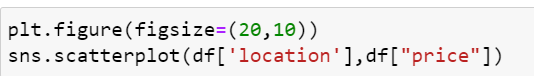 plt.figure(figsize=(20,10))
sns.scatterplot(df['location'],df["price"])